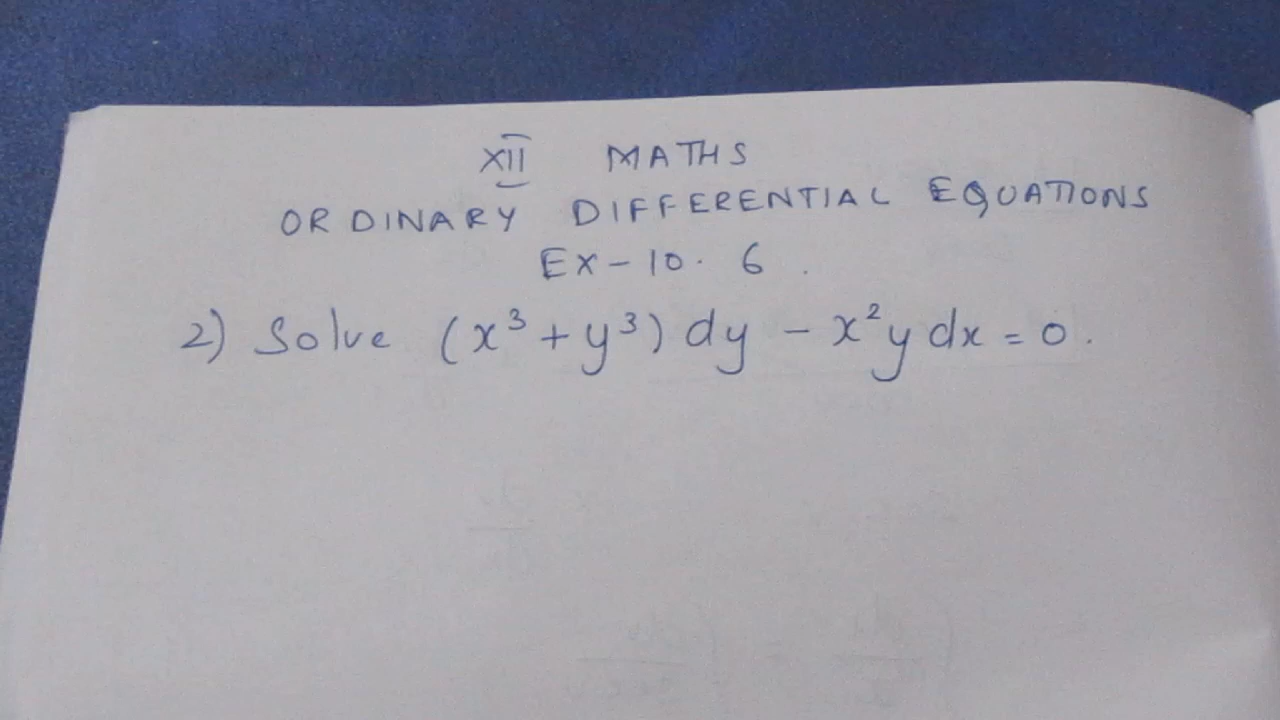 XII MATHS
ORDINARY DIFFERENTIAL EQUATIONS
EX-10.6.
2) Solve (x³ + y³) dy - x²y dx = 0.